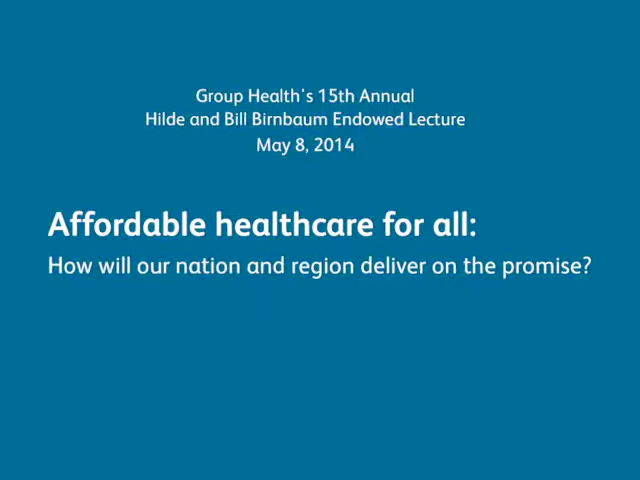 Group Health's 15th Annual
Hilde and Bill Birnbaum Endowed Lecture
May 8, 2014
Affordable healthcare for all:
How will our nation and region deliver on the promise?